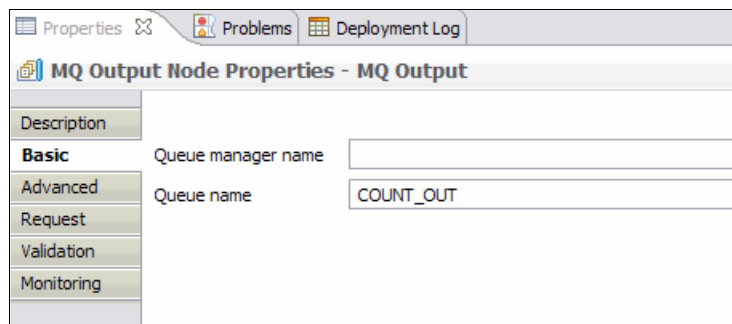 Properties Problems Deployment Log
MQ Output Node Properties - MQ Output
Description
Basic
Queue manager name
Advanced
Queue name COUNT_OUT
Request
Validation
Monitoring